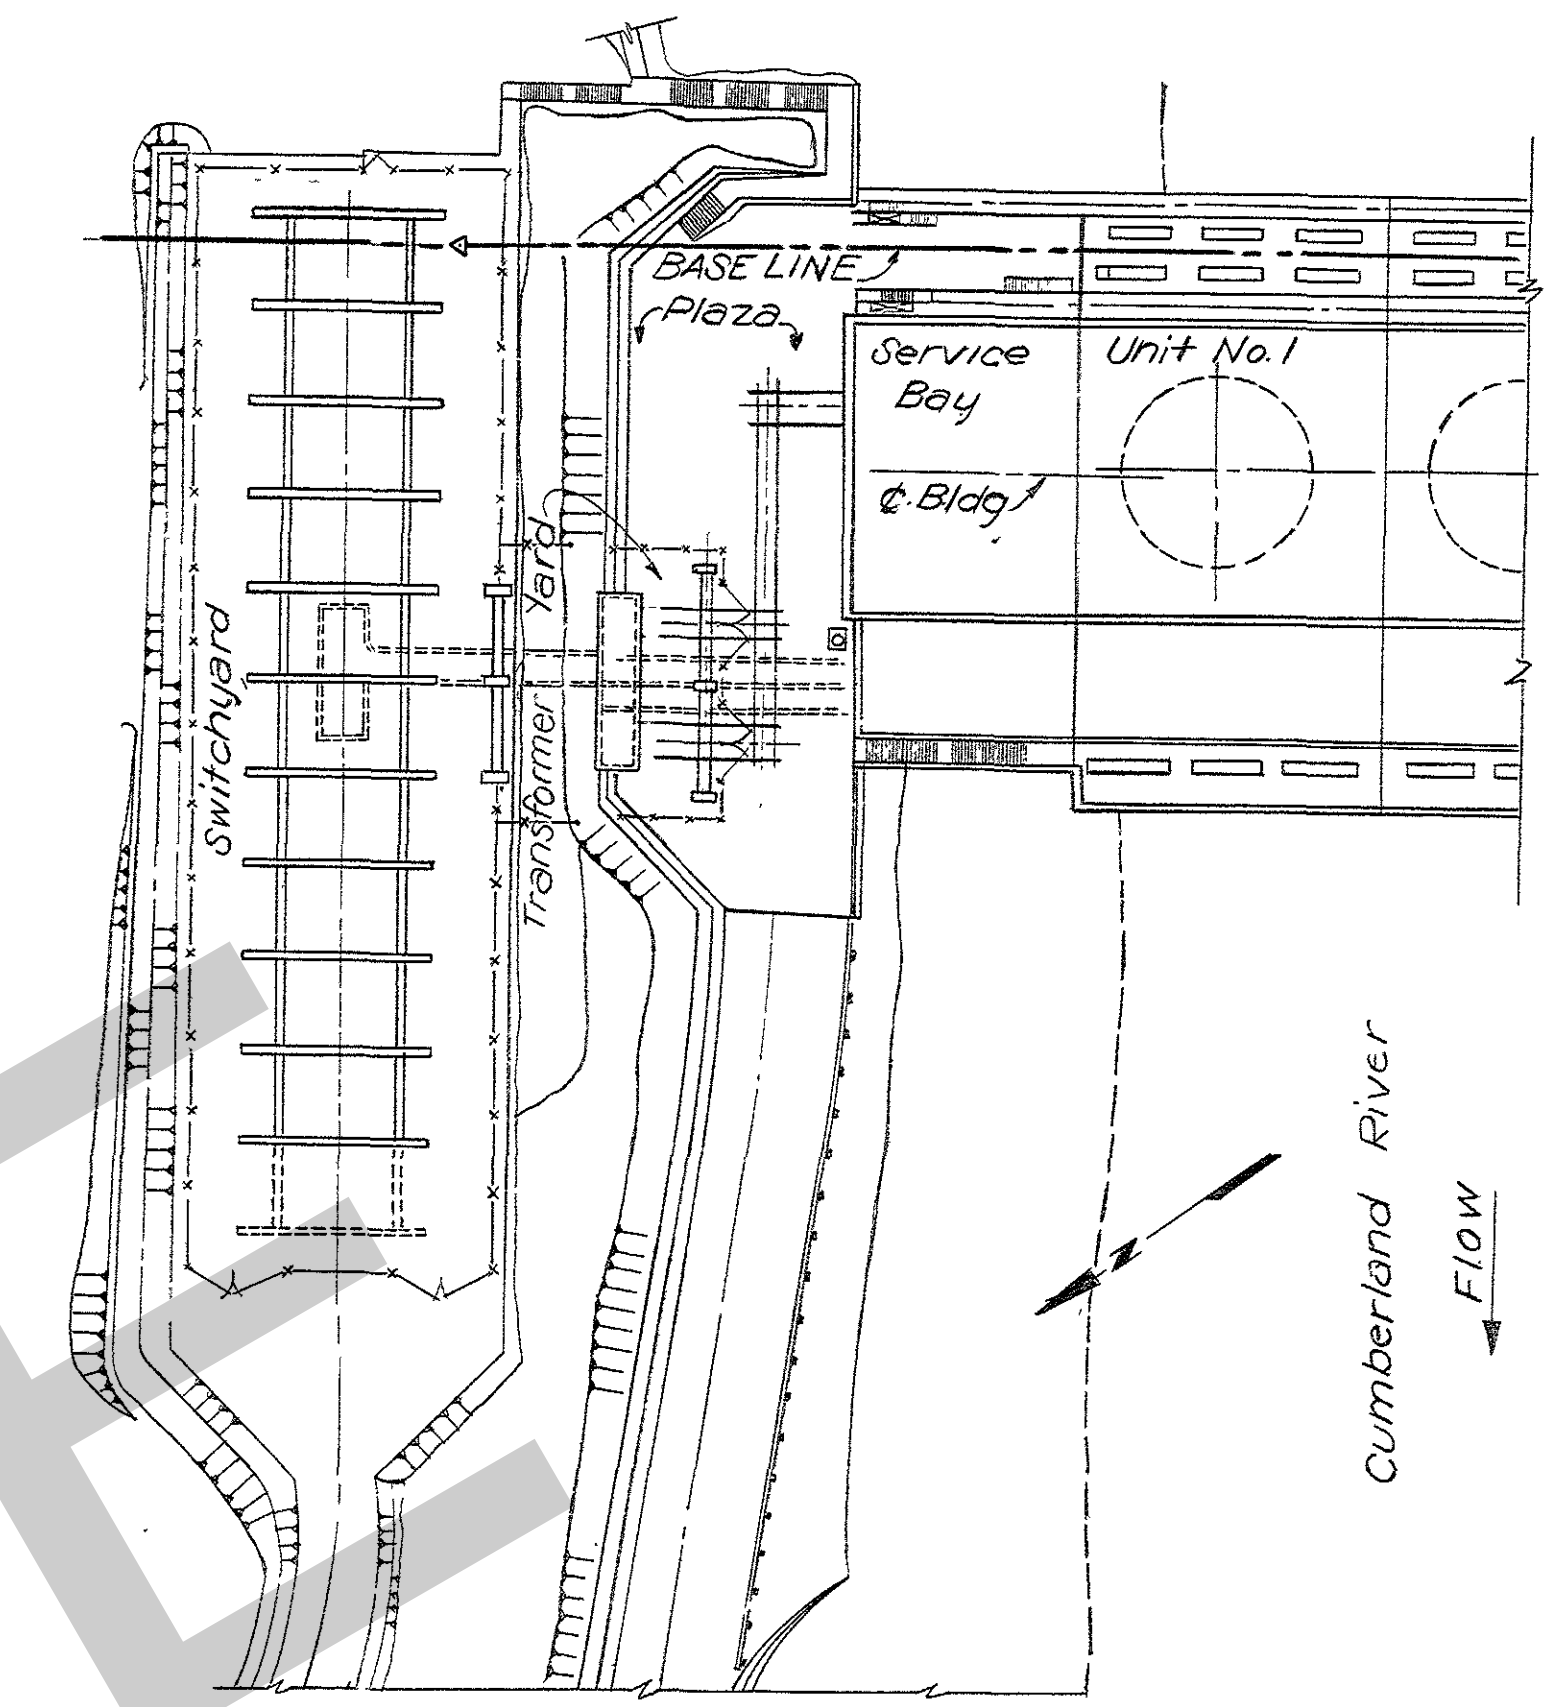 BASE LINE
Plaza
Service
Bay
Unit No. 1
℄ Bldg
Switchyard
Transformer Yard
Cumberland River
Flow
N